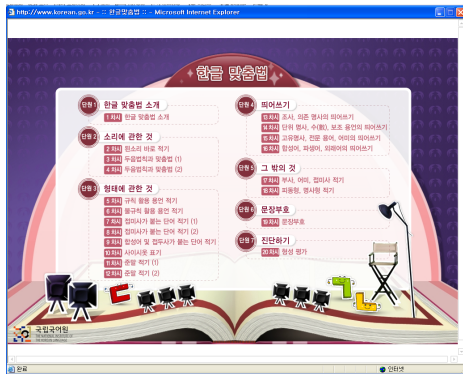 http://www.korean.go.kr - :: 한글맞춤법 :: - Microsoft Internet Explorer
한글 맞춤법
단원 1 한글 맞춤법 소개
1 차시 한글 맞춤법 소개
단원 2 소리에 관한 것
2 차시 된소리 바로 적기
3 차시 두음법칙과 맞춤법 (1)
4 차시 두음법칙과 맞춤법 (2)
단원 3 형태에 관한 것
5 차시 규칙 활용 용언 적기
6 차시 불규칙 활용 용언 적기
7 차시 접미사가 붙는 단어 적기 (1)
8 차시 접미사가 붙는 단어 적기 (2)
9 차시 합성어 및 접두사가 붙는 단어 적기
10 차시 사이시옷 표기
11 차시 준말 적기 (1)
12 차시 준말 적기 (2)
단원 4 띄어쓰기
13 차시 조사, 의존 명사의 띄어쓰기
14 차시 단위 명사, 수(數), 보조 용언의 띄어쓰기
15 차시 고유명사, 전문 용어, 어미의 띄어쓰기
16 차시 합성어, 파생어, 외래어의 띄어쓰기
단원 5 그 밖의 것
17 차시 부사, 어미, 접미사 적기
18 차시 피동형, 명사형 적기
단원 6 문장부호
19 차시 문장부호
단원 7 진단하기
20 차시 형성 평가
국립국어원
THE NATIONAL INSTITUTE OF
THE KOREAN LANGUAGE
완료
인터넷